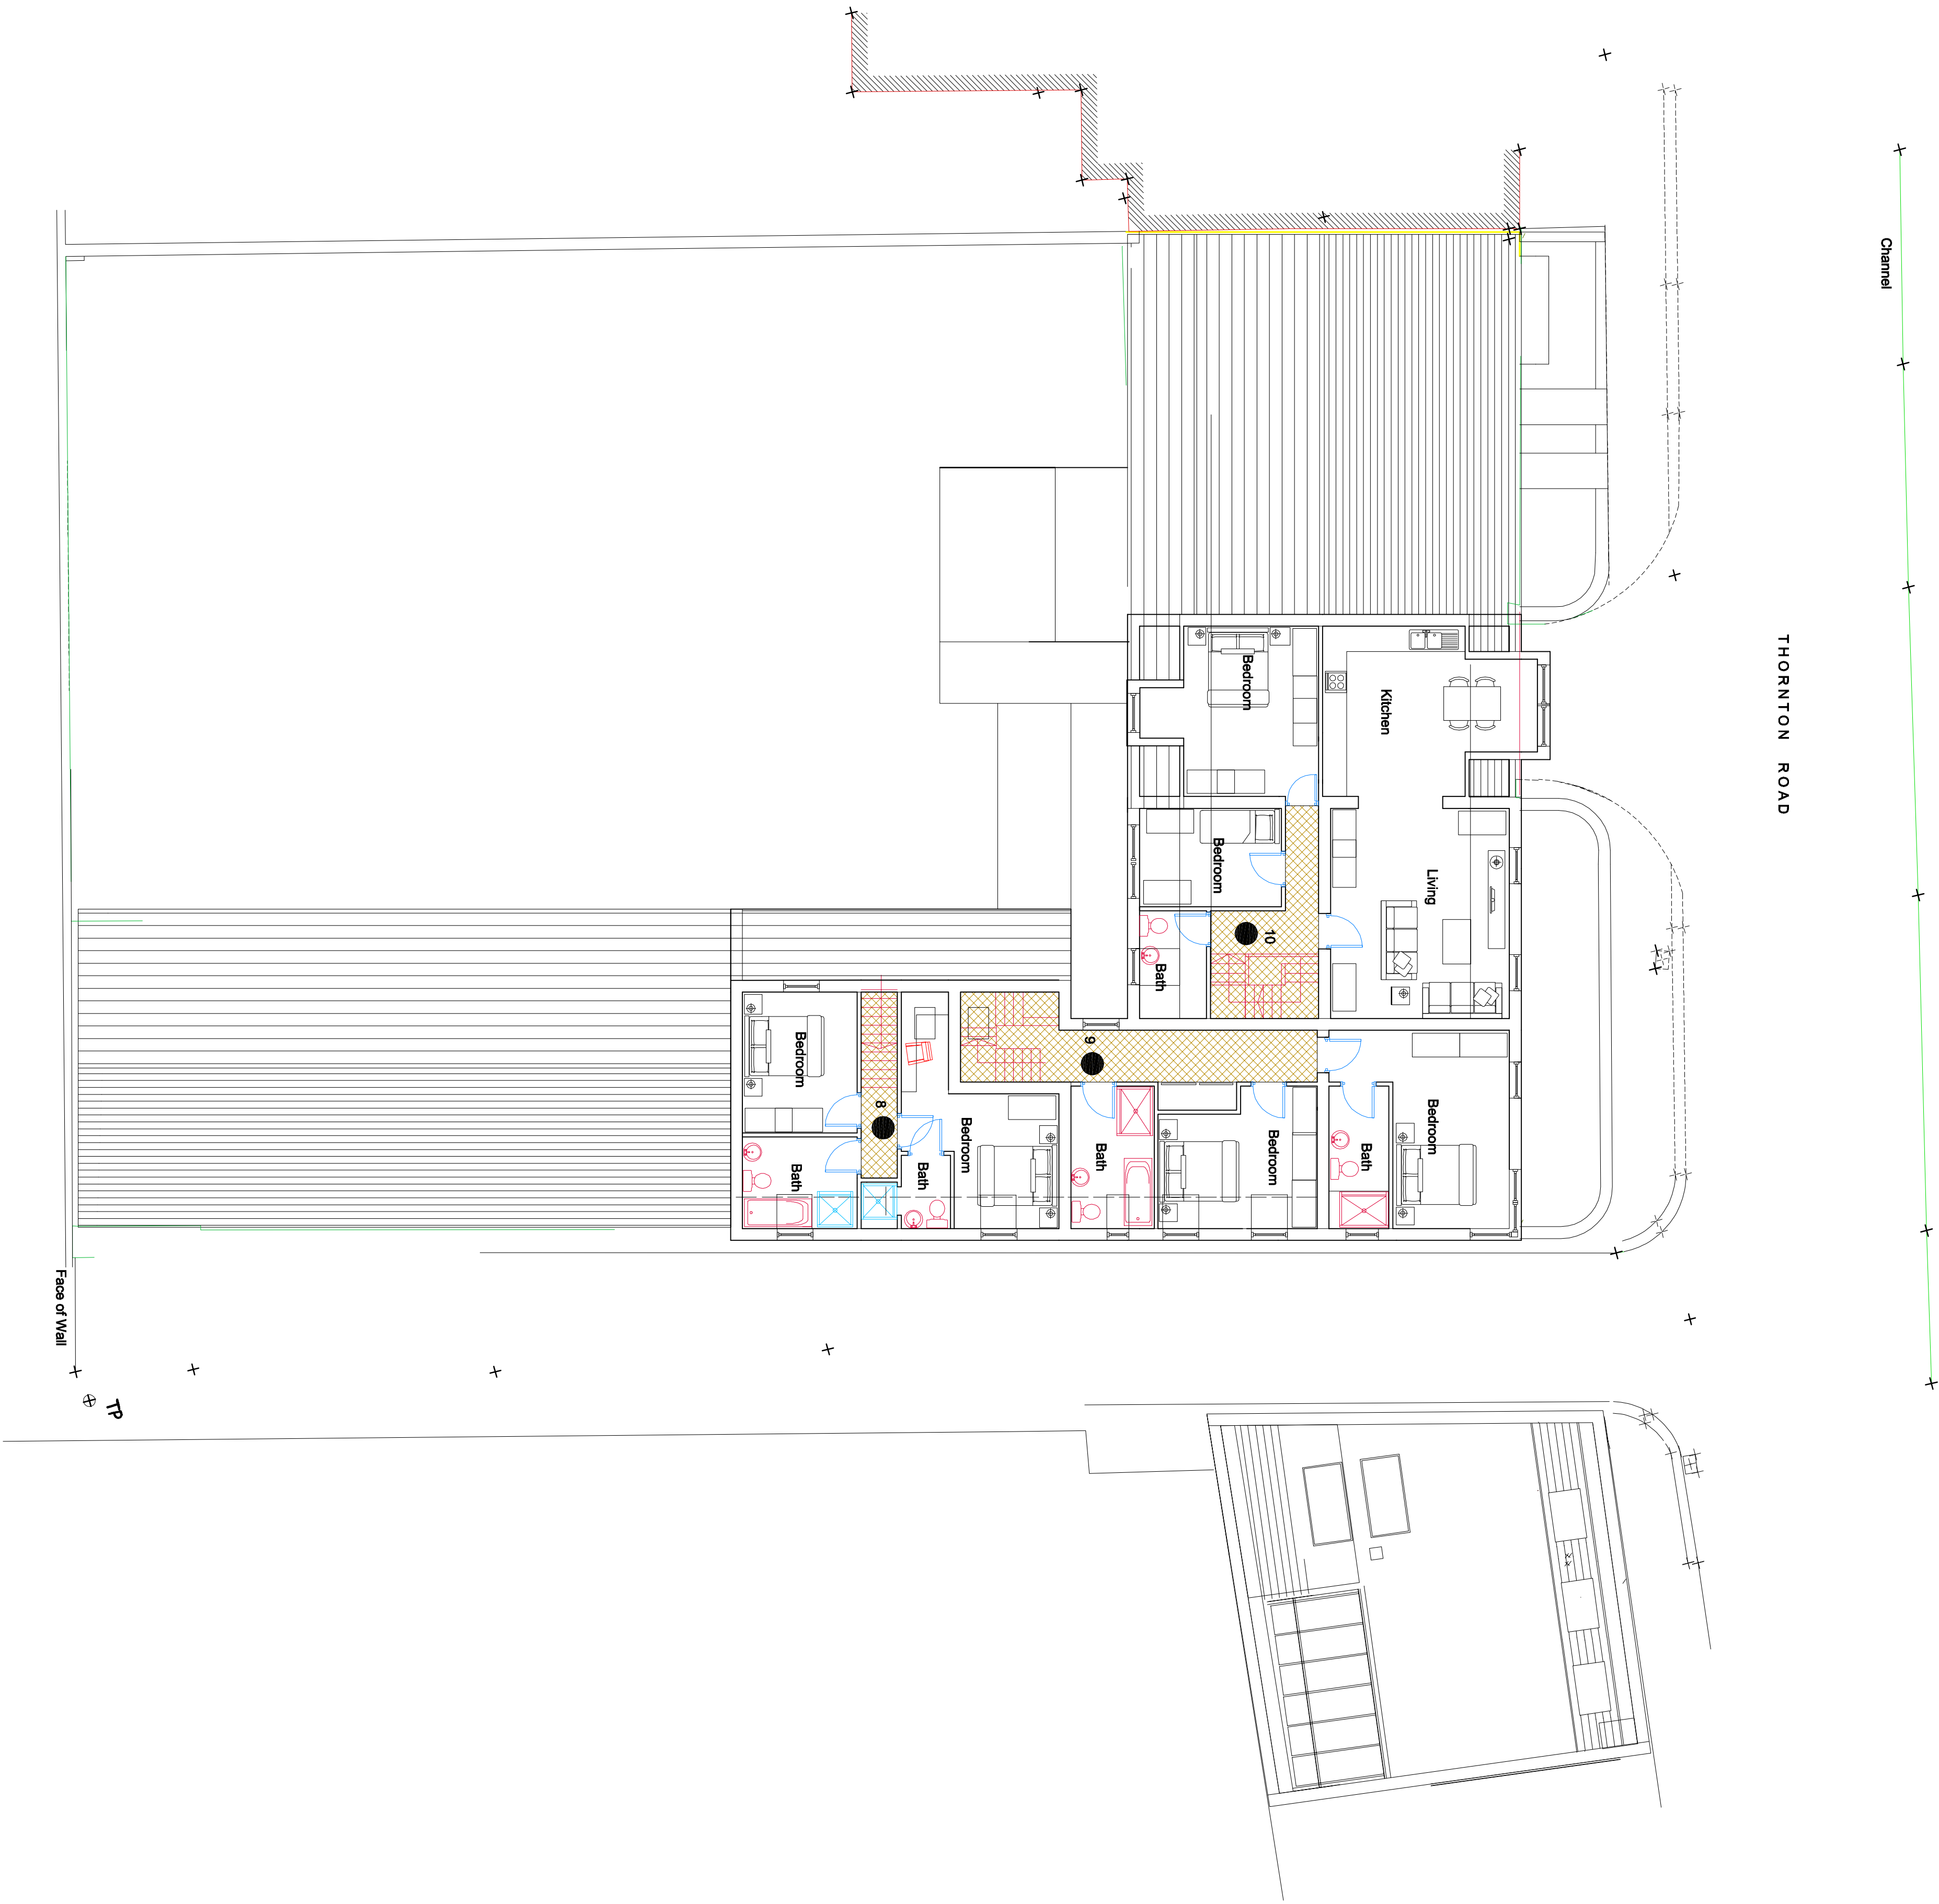 THORNTON ROAD
Channel
Kitchen
Living
Bedroom
Bedroom
Bath
10
9
Bedroom
Bath
Bedroom
Bath
Bedroom
Bath
8
Bedroom
Bath
Face of Wall
TP